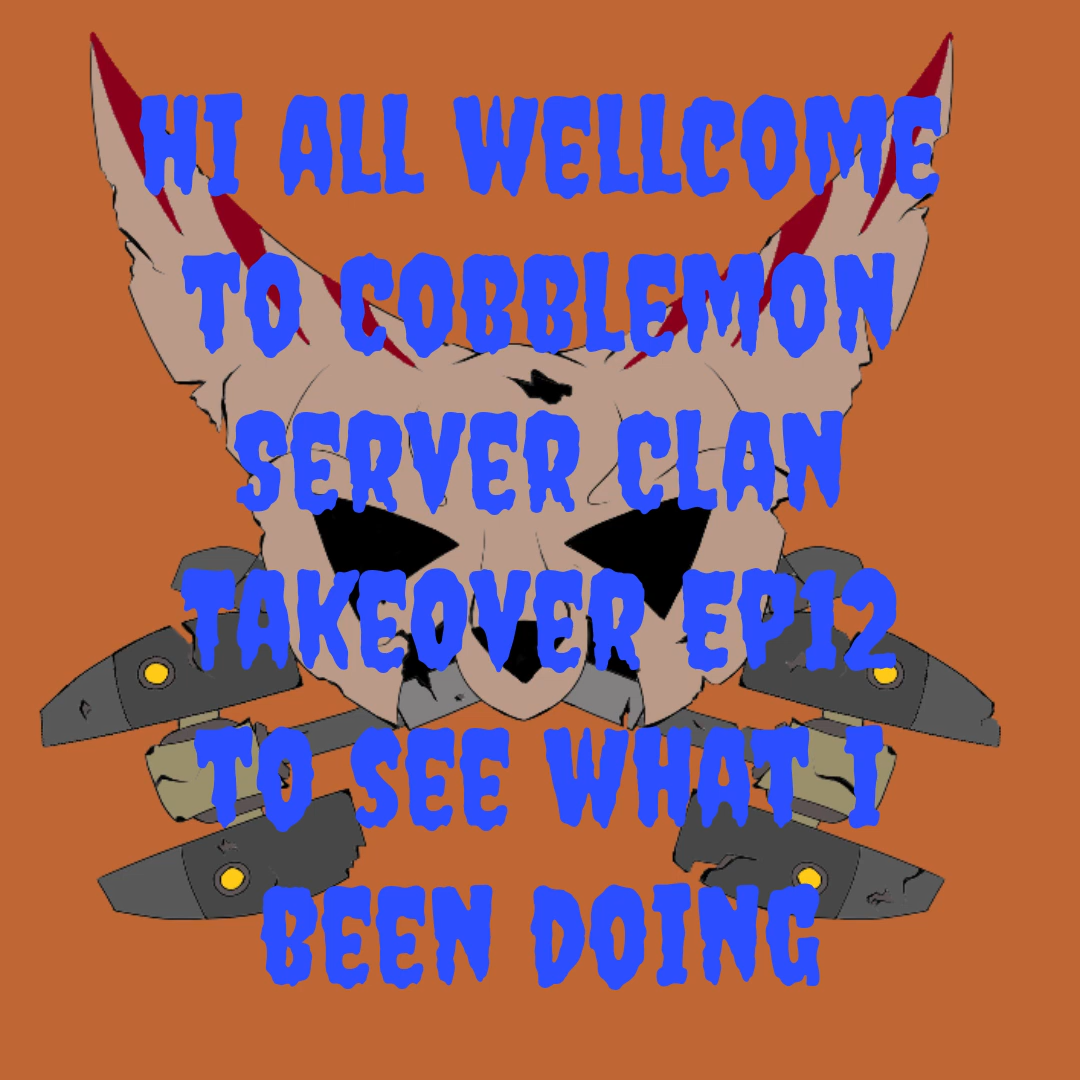 HI ALL WELLCOME
TO COBBLEMON
SERVER CLAN
TAKEOVER EP12
TO SEE WHAT I
BEEN DOING